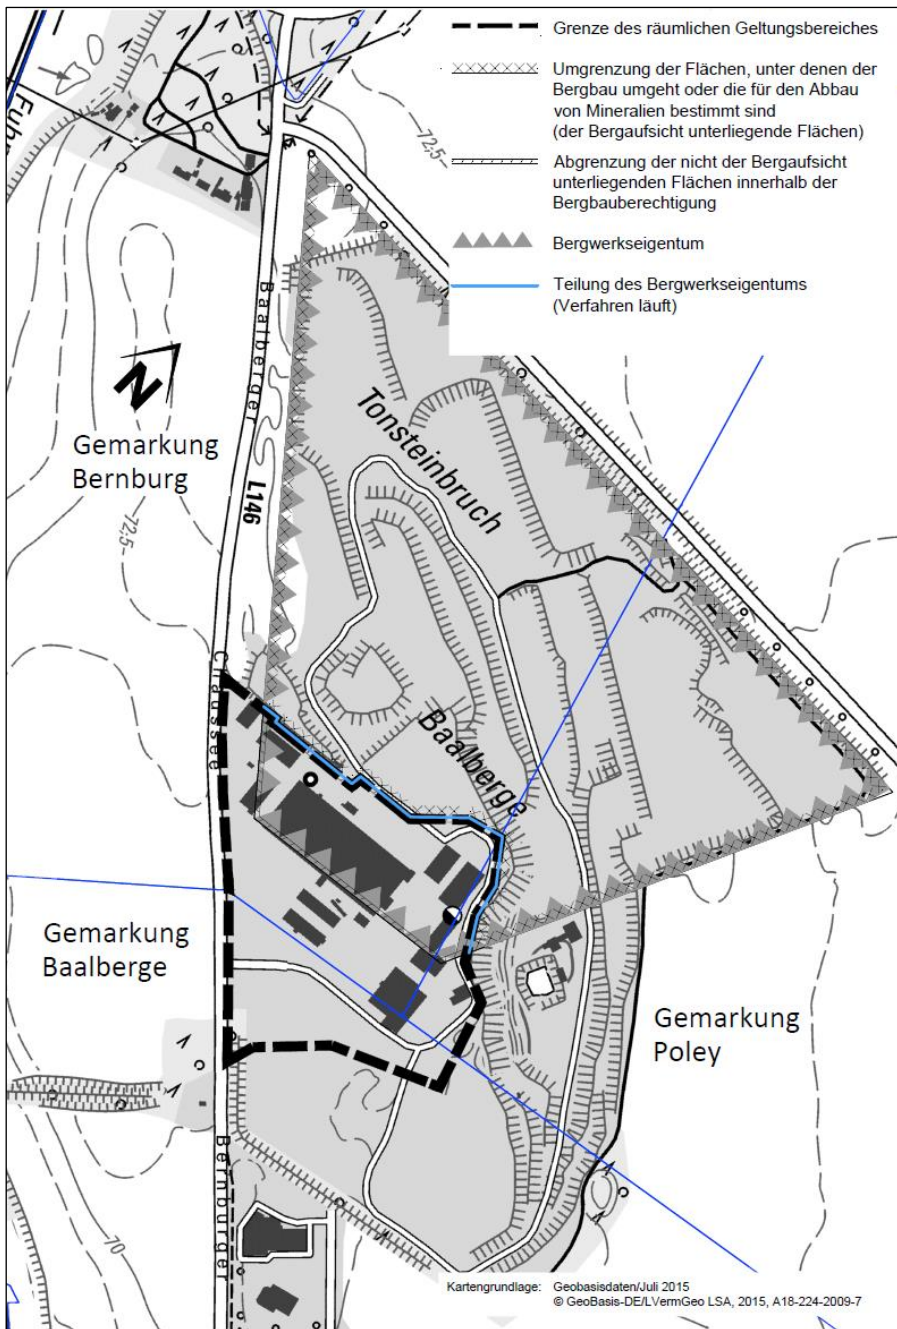 Grenze des räumlichen Geltungsbereiches
Umgrenzung der Flächen, unter denen der
Bergbau umgeht oder die für den Abbau
von Mineralien bestimmt sind
(der Bergaufsicht unterliegende Flächen)
Abgrenzung der nicht der Bergaufsicht
unterliegenden Flächen innerhalb der
Bergbauberechtigung
Bergwerkseigentum
Teilung des Bergwerkseigentums
(Verfahren läuft)
72,5
Baalberger
N
Gemarkung
Bernburg
Tonsteinbruch
L146
72,5
Chaussee
Baalberge
Gemarkung
Baalberge
Gemarkung
Poley
Bernburger
70
Kartengrundlage: Geobasisdaten/Juli 2015
© GeoBasis-DE/LVermGeo LSA, 2015, A18-224-2009-7